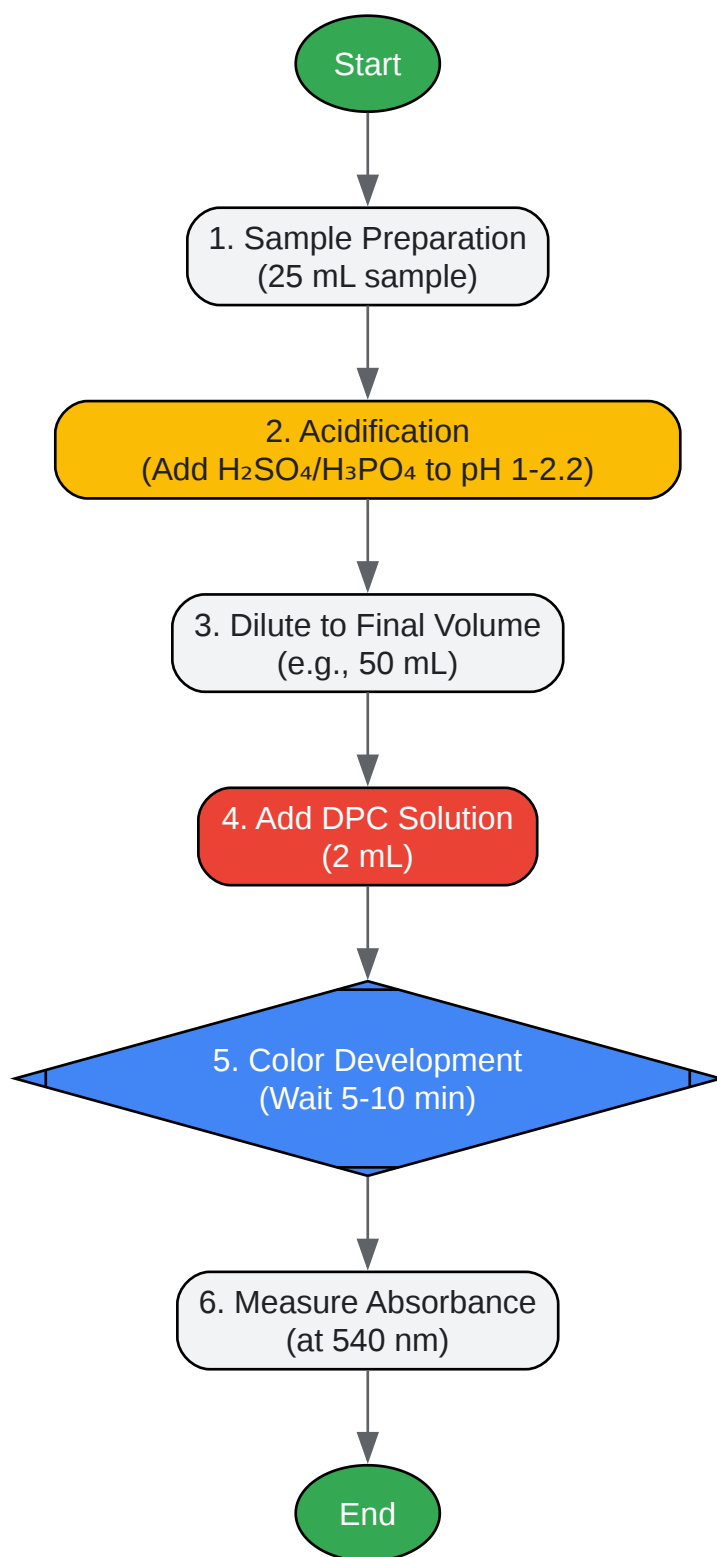 Start
1. Sample Preparation
(25 mL sample)
2. Acidification
(Add H₂SO₄/H₃PO₄ to pH 1-2.2)
3. Dilute to Final Volume
(e.g., 50 mL)
4. Add DPC Solution
(2 mL)
5. Color Development
(Wait 5-10 min)
6. Measure Absorbance
(at 540 nm)
End